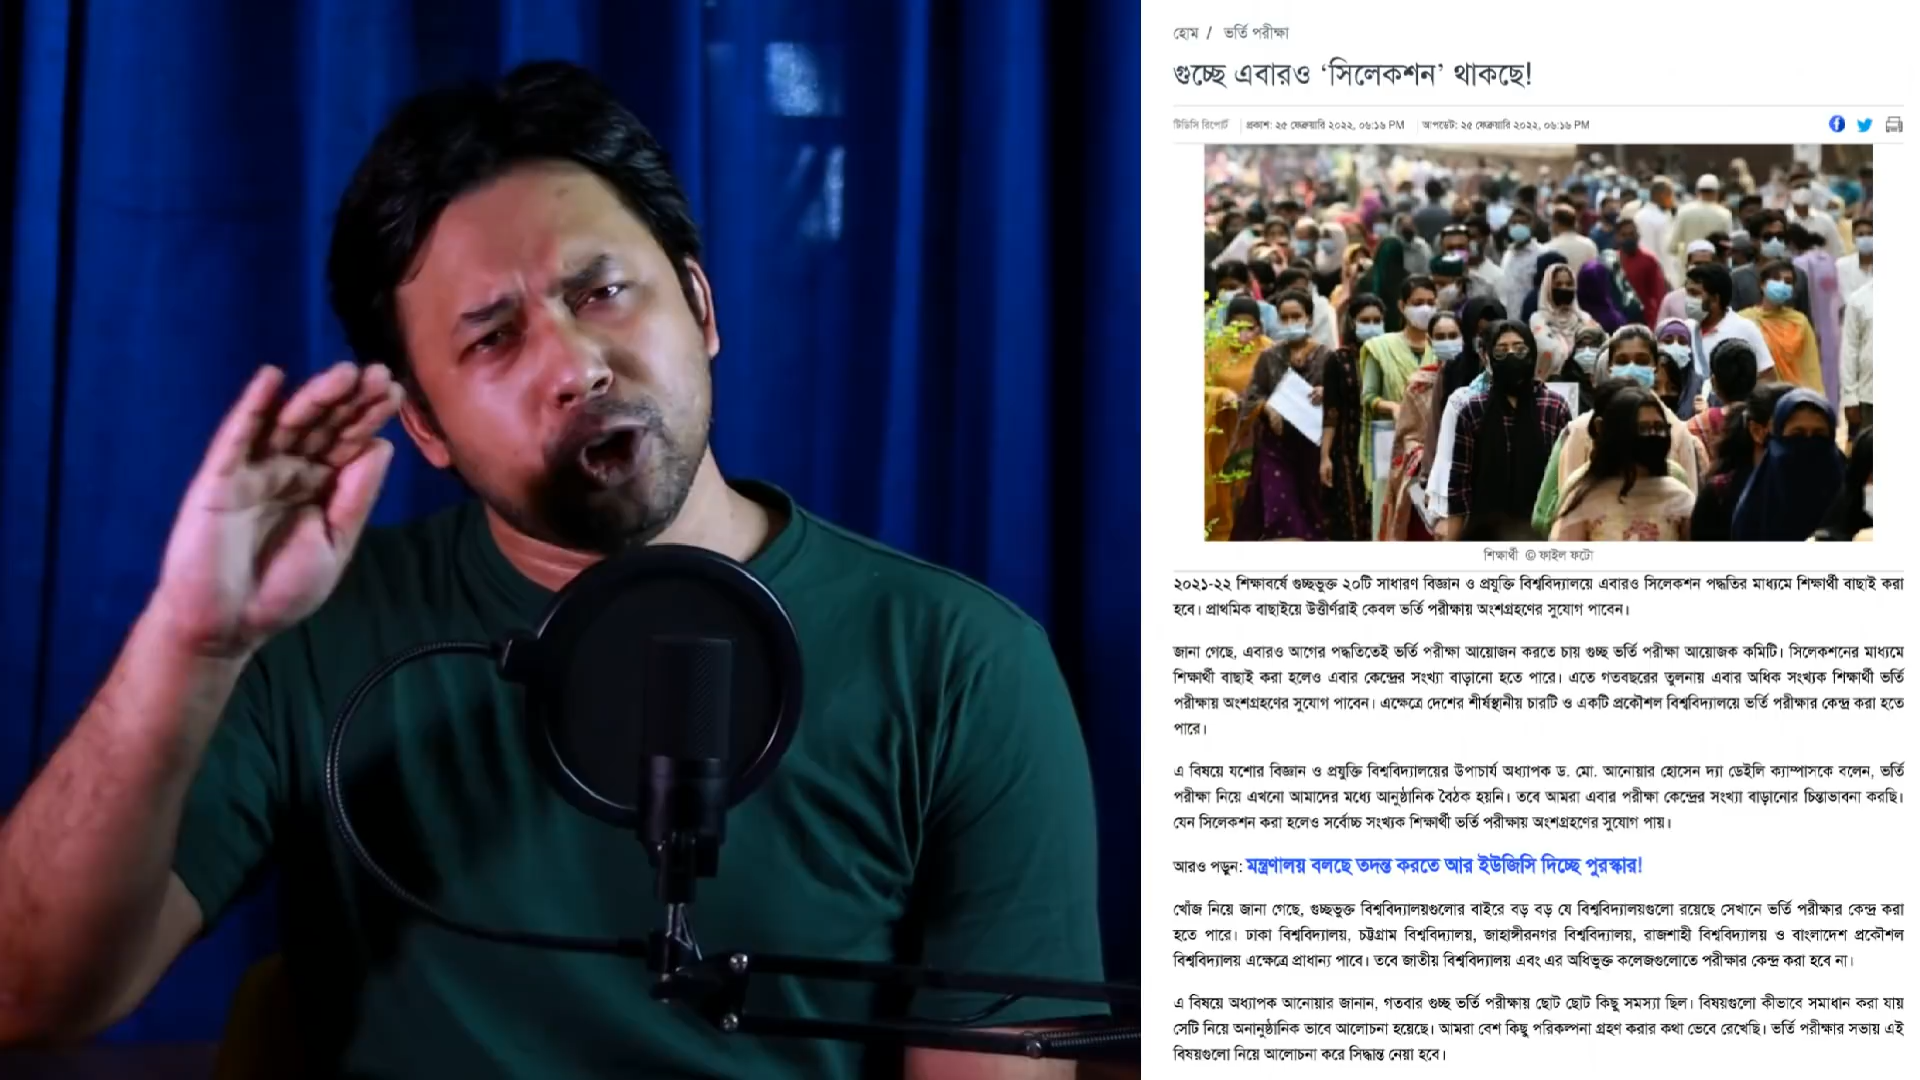 হোম / ভর্তি পরীক্ষা
গুচ্ছে এবারও ‘সিলেকশন’ থাকছে!
টিডিসি রিপোর্ট
প্রকাশ: ২৫ ফেব্রুয়ারি ২০২২, ০৬:১৬ PM
আপডেট: ২৫ ফেব্রুয়ারি ২০২২, ০৬:১৬ PM
শিক্ষার্থী © ফাইল ফটো
২০২১-২২ শিক্ষাবর্ষে গুচ্ছভুক্ত ২০টি সাধারণ বিজ্ঞান ও প্রযুক্তি বিশ্ববিদ্যালয়ে এবারও সিলেকশন পদ্ধতির মাধ্যমে শিক্ষার্থী বাছাই করা
হবে। প্রাথমিক বাছাইয়ে উত্তীর্ণরাই কেবল ভর্তি পরীক্ষায় অংশগ্রহণের সুযোগ পাবেন।
জানা গেছে, এবারও আগের পদ্ধতিতেই ভর্তি পরীক্ষা আয়োজন করতে চায় গুচ্ছ ভর্তি পরীক্ষা আয়োজক কমিটি। সিলেকশনের মাধ্যমে
শিক্ষার্থী বাছাই করা হলেও এবার কেন্দ্রের সংখ্যা বাড়ানো হতে পারে। এতে গতবছরের তুলনায় এবার অধিক সংখ্যক শিক্ষার্থী ভর্তি
পরীক্ষায় অংশগ্রহণের সুযোগ পাবেন। এক্ষেত্রে দেশের শীর্ষস্থানীয় চারটি ও একটি প্রকৌশল বিশ্ববিদ্যালয়ে ভর্তি পরীক্ষার কেন্দ্র করা হতে
পারে।
এ বিষয়ে যশোর বিজ্ঞান ও প্রযুক্তি বিশ্ববিদ্যালয়ের উপাচার্য অধ্যাপক ড. মো. আনোয়ার হোসেন দ্যা ডেইলি ক্যাম্পাসকে বলেন, ভর্তি
পরীক্ষা নিয়ে এখনো আমাদের মধ্যে আনুষ্ঠানিক বৈঠক হয়নি। তবে আমরা এবার পরীক্ষা কেন্দ্রের সংখ্যা বাড়ানোর চিন্তাভাবনা করছি।
যেন সিলেকশন করা হলেও সর্বোচ্চ সংখ্যক শিক্ষার্থী ভর্তি পরীক্ষায় অংশগ্রহণের সুযোগ পায়।
আরও পড়ুন: মন্ত্রণালয় বলছে তদন্ত করতে আর ইউজিসি দিচ্ছে পুরস্কার!
খোঁজ নিয়ে জানা গেছে, গুচ্ছভুক্ত বিশ্ববিদ্যালয়গুলোর বাইরে বড় বড় যে বিশ্ববিদ্যালয়গুলো রয়েছে সেখানে ভর্তি পরীক্ষার কেন্দ্র করা
হতে পারে। ঢাকা বিশ্ববিদ্যালয়, চট্টগ্রাম বিশ্ববিদ্যালয়, জাহাঙ্গীরনগর বিশ্ববিদ্যালয়, রাজশাহী বিশ্ববিদ্যালয় ও বাংলাদেশ প্রকৌশল
বিশ্ববিদ্যালয় এক্ষেত্রে প্রাধান্য পাবে। তবে জাতীয় বিশ্ববিদ্যালয় এবং এর অধিভুক্ত কলেজগুলোতে পরীক্ষার কেন্দ্র করা হবে না।
এ বিষয়ে অধ্যাপক আনোয়ার জানান, গতবার গুচ্ছ ভর্তি পরীক্ষায় ছোট ছোট কিছু সমস্যা ছিল। বিষয়গুলো কীভাবে সমাধান করা যায়
সেটি নিয়ে অনানুষ্ঠানিক ভাবে আলোচনা হয়েছে। আমরা বেশ কিছু পরিকল্পনা গ্রহণ করার কথা ভেবে রেখেছি। ভর্তি পরীক্ষার সভায় এই
বিষয়গুলো নিয়ে আলোচনা করে সিদ্ধান্ত নেয়া হবে।